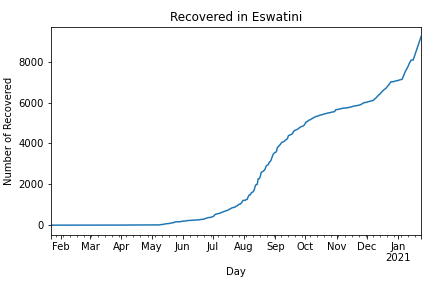 Recovered in Eswatini
Number of Recovered
8000
6000
4000
2000
0
Feb Mar Apr May Jun Jul Aug Sep Oct Nov Dec Jan
2021
Day